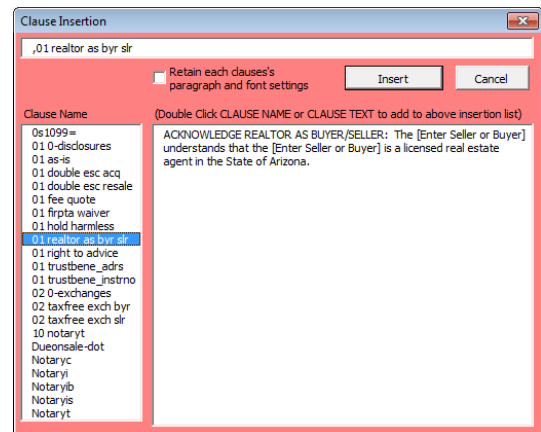 Clause Insertion
,01 realtor as byr slr
Retain each clauses's
paragraph and font settings
Insert
Cancel
Clause Name
(Double Click CLAUSE NAME or CLAUSE TEXT to add to above insertion list)
0s1099=
01 0-disclosures
01 as-is
01 double esc acq
01 double esc resale
01 fee quote
01 firpta waiver
01 hold harmless
01 realtor as byr slr
01 right to advice
01 trustbene_adrs
01 trustbene_instrno
02 0-exchanges
02 taxfree exch byr
02 taxfree exch slr
10 notaryt
Dueonsale-dot
Notaryc
Notaryi
Notaryib
Notaryis
Notaryt
ACKNOWLEDGE REALTOR AS BUYER/SELLER: The [Enter Seller or Buyer]
understands that the [Enter Seller or Buyer] is a licensed real estate
agent in the State of Arizona.